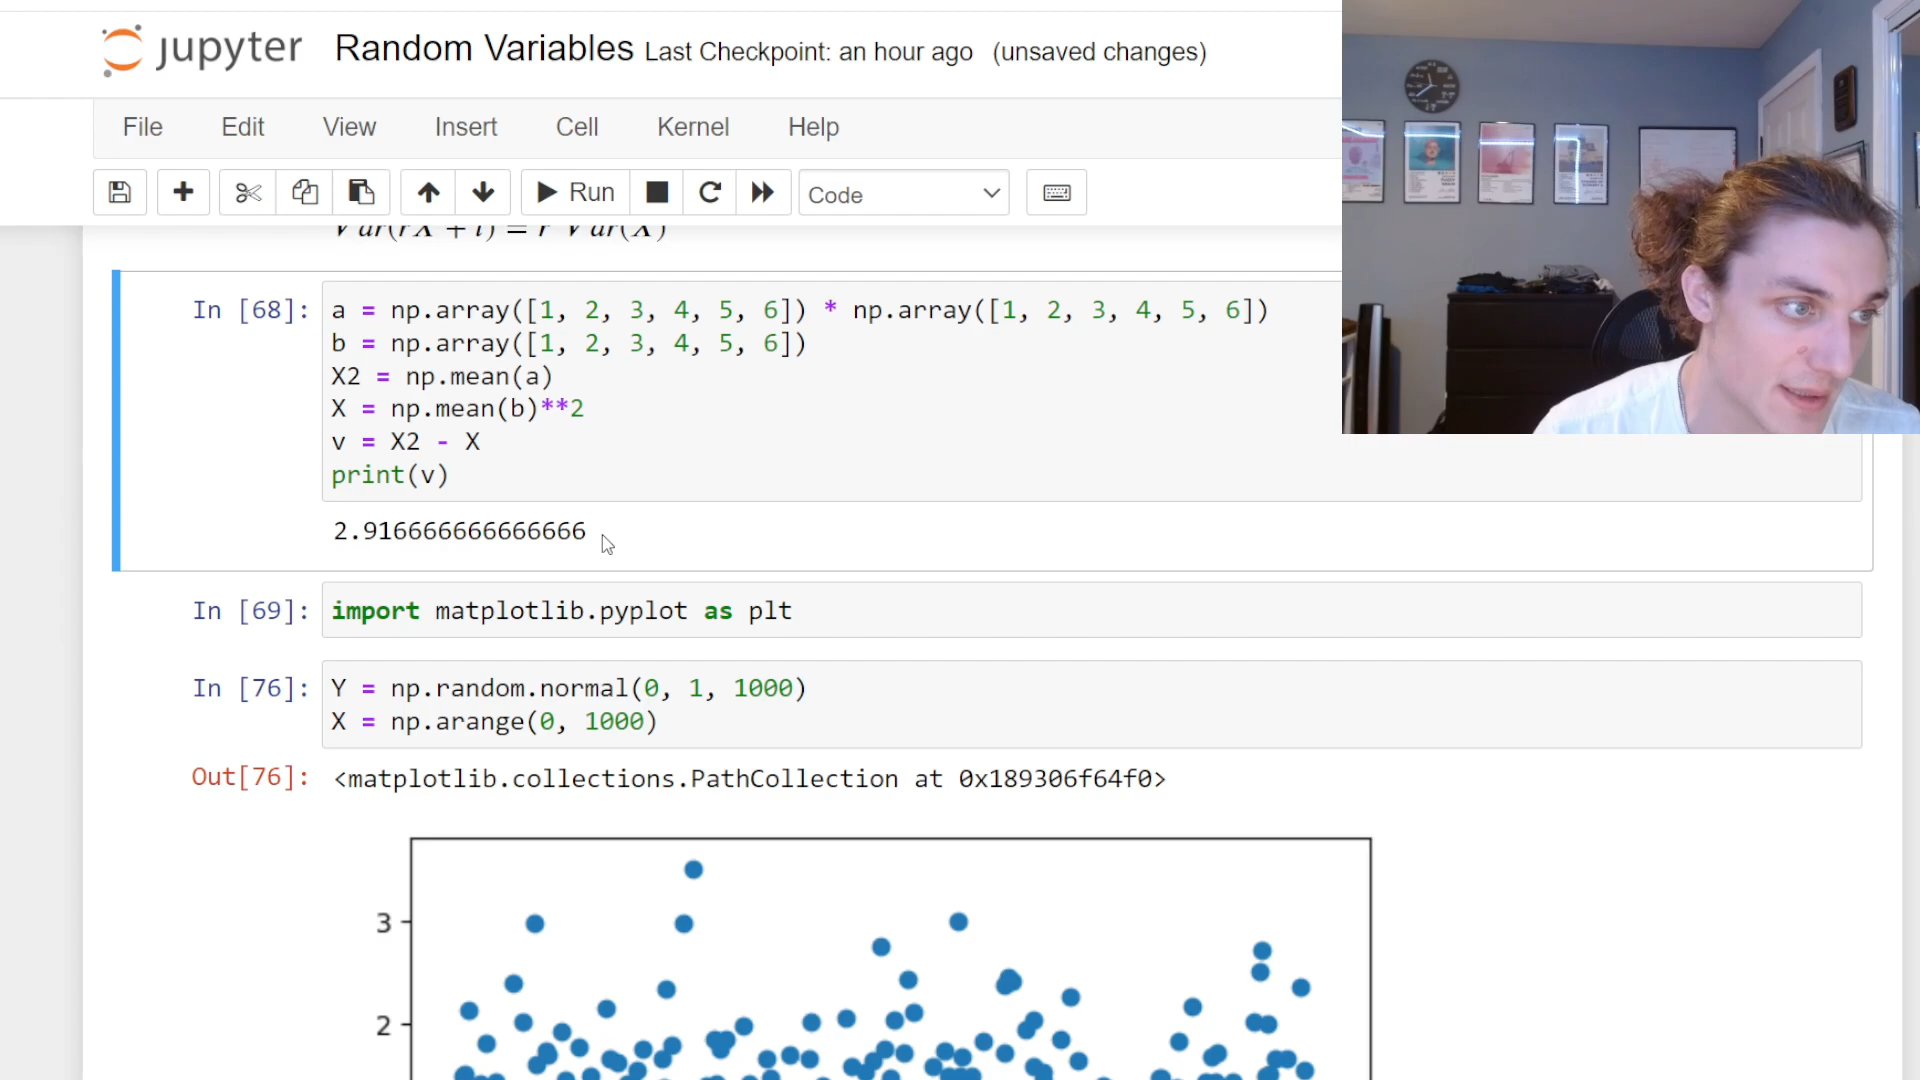 jupyter Random Variables Last Checkpoint: an hour ago (unsaved changes)
File Edit View Insert Cell Kernel Help
Run Code
In [68]: a = np.array([1, 2, 3, 4, 5, 6]) * np.array([1, 2, 3, 4, 5, 6])
b = np.array([1, 2, 3, 4, 5, 6])
X2 = np.mean(a)
X = np.mean(b)**2
v = X2 - X
print(v)
2.916666666666666
In [69]: import matplotlib.pyplot as plt
In [76]: Y = np.random.normal(0, 1, 1000)
X = np.arange(0, 1000)
Out[76]: <matplotlib.collections.PathCollection at 0x189306f64f0>
3
2